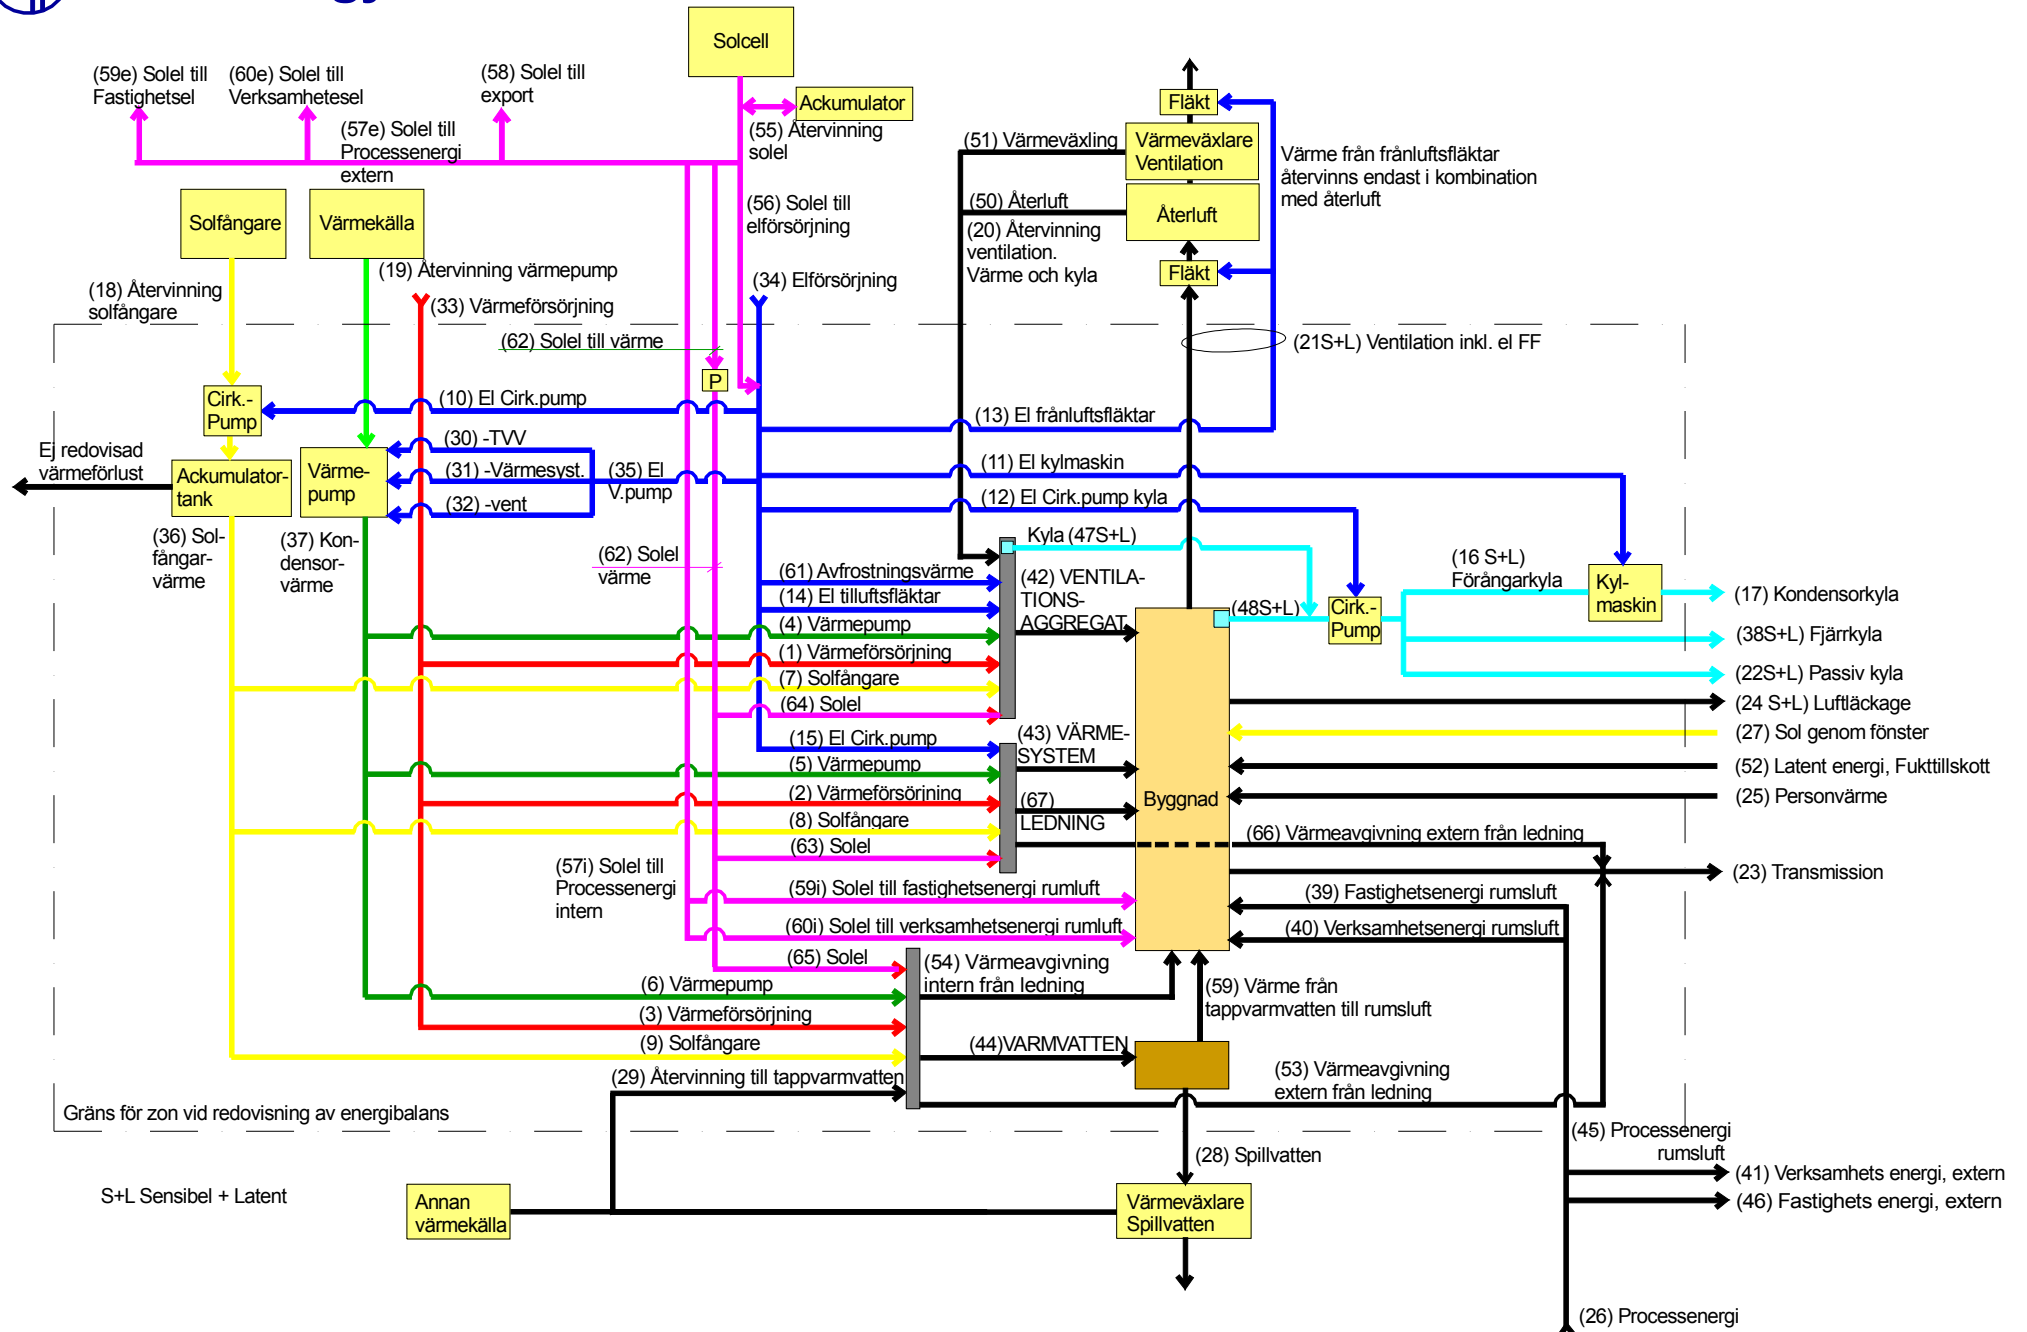 Solcell
(59e) Solel till
Fastighetsel
(60e) Solel till
Verksamhetesel
(58) Solel till
export
Ackumulator
Fläkt
(57e) Solel till
Processenergi
extern
(55) Återvinning
solel
(51) Värmeväxling
Värmeväxlare
Ventilation
Värme från frånluftsfläktar
återvinns endast i kombination
med återluft
Solfångare
Värmekälla
(56) Solel till
elförsörjning
(50) Återluft
Återluft
(20) Återvinning
ventilation.
Värme och kyla
Fläkt
(19) Återvinning värmepump
(18) Återvinning
solfångare
(33) Värmeförsörjning
(34) Elförsörjning
(62) Solel till värme
(21S+L) Ventilation inkl. el FF
P
Cirk.-
Pump
(10) El Cirk.pump
(13) El frånluftsfläktar
Ej redovisad
värmeförlust
Ackumulator-
tank
Värme-
pump
(30) -TVV
(31) -Värmesyst.
(32) -vent
(35) El
V.pump
(11) El kylmaskin
(12) El Cirk.pump kyla
(36) Sol-
fångar-
värme
(37) Kon-
densor-
värme
(62) Solel
värme
Kyla (47S+L)
(61) Avfrostningsvärme
(14) El tilluftsfläktar
(4) Värmepump
(1) Värmeförsörjning
(7) Solfångare
(64) Solel
(42) VENTILA-
TIONS-
AGGREGAT
(48S+L)
Cirk.-
Pump
(16 S+L)
Förångarkyla
Kyl-
maskin
(17) Kondensorkyla
(38S+L) Fjärrkyla
(22S+L) Passiv kyla
(24 S+L) Luftläckage
(27) Sol genom fönster
(52) Latent energi, Fukttillskott
(25) Personvärme
(15) El Cirk.pump
(5) Värmepump
(2) Värmeförsörjning
(8) Solfångare
(63) Solel
(43) VÄRME-
SYSTEM
(67)
LEDNING
Byggnad
(66) Värmeavgivning extern från ledning
(23) Transmission
(57i) Solel till
Processenergi
intern
(59i) Solel till fastighetsenergi rumluft
(60i) Solel till verksamhetsenergi rumluft
(39) Fastighetsenergi rumsluft
(40) Verksamhetsenergi rumsluft
(65) Solel
(6) Värmepump
(3) Värmeförsörjning
(9) Solfångare
(29) Återvinning till tappvarmvatten
(54) Värmeavgivning
intern från ledning
(59) Värme från
tappvarmvatten till rumsluft
(44)VARMVATTEN
(53) Värmeavgivning
extern från ledning
Gräns för zon vid redovisning av energibalans
(45) Processenergi
rumsluft
(28) Spillvatten
(41) Verksamhets energi, extern
(46) Fastighets energi, extern
S+L Sensibel + Latent
Annan
värmekälla
Värmeväxlare
Spillvatten
(26) Processenergi